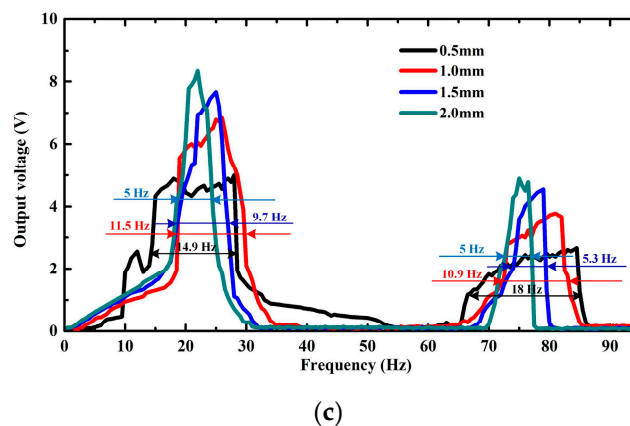 10
8
6
4
2
0
Output voltage (V)
0.5mm
1.0mm
1.5mm
2.0mm
5 Hz
9.7 Hz
11.5 Hz
14.9 Hz
5 Hz
5.3 Hz
10.9 Hz
18 Hz
0 10 20 30 40 50 60 70 80 90
Frequency (Hz)
(c)